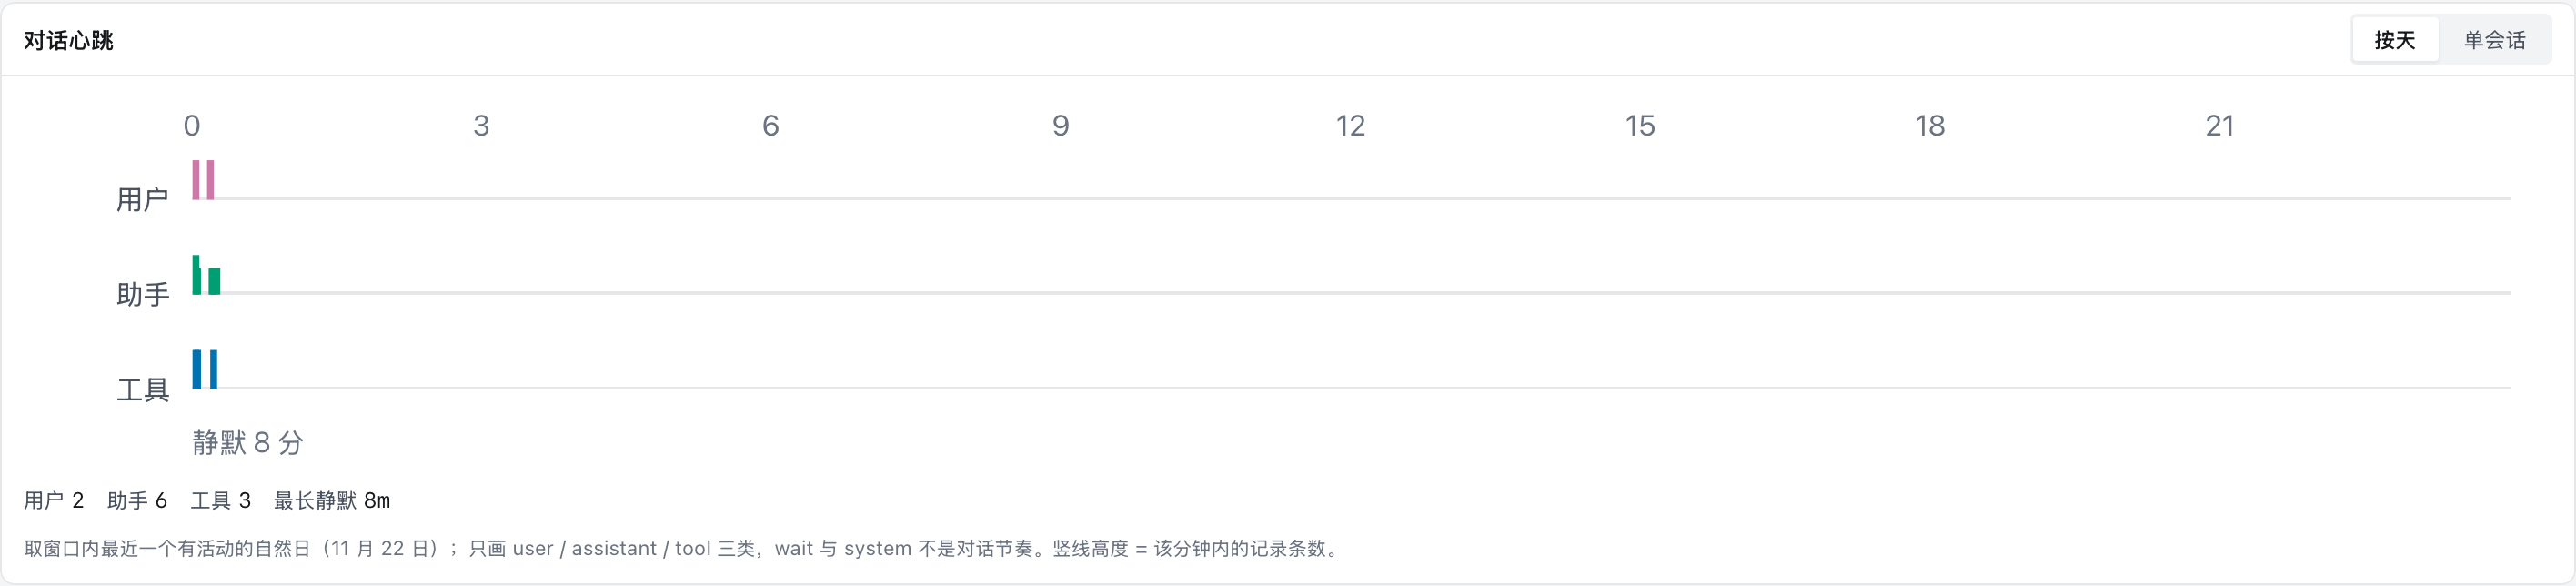 对话心跳 按天 单会话
0 3 6 9 12 15 18 21
用户
助手
工具
静默 8 分
用户 2 助手 6 工具 3 最长静默 8m
取窗口内最近一个有活动的自然日（11 月 22 日）；只画 user / assistant / tool 三类，wait 与 system 不是对话节奏。竖线高度 = 该分钟内的记录条数。